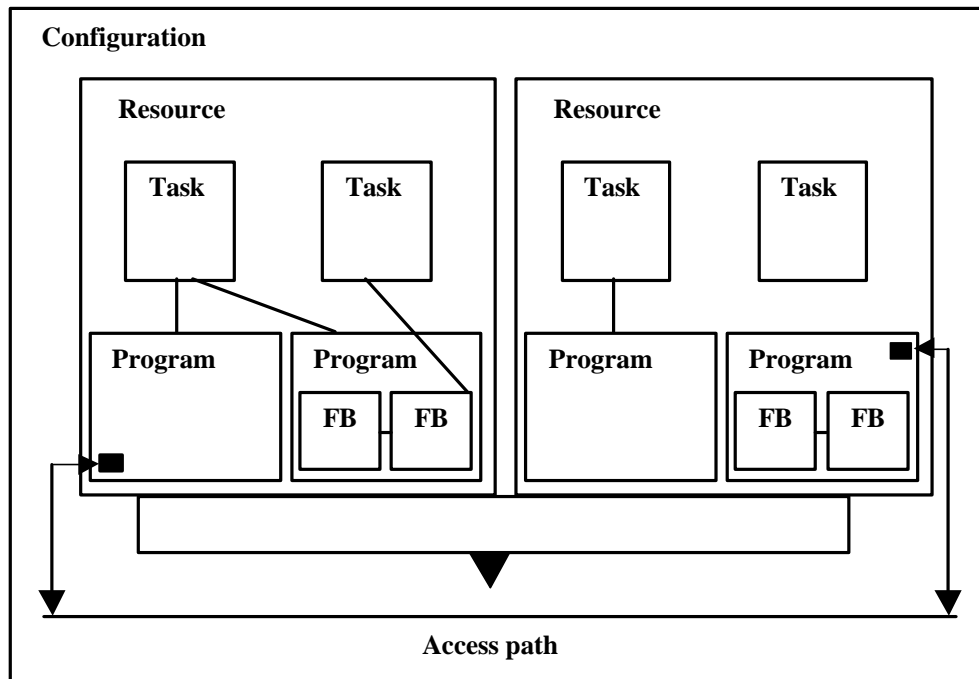 Configuration
Resource Resource
Task Task Task Task
Program Program Program Program
FB FB FB FB
Access path